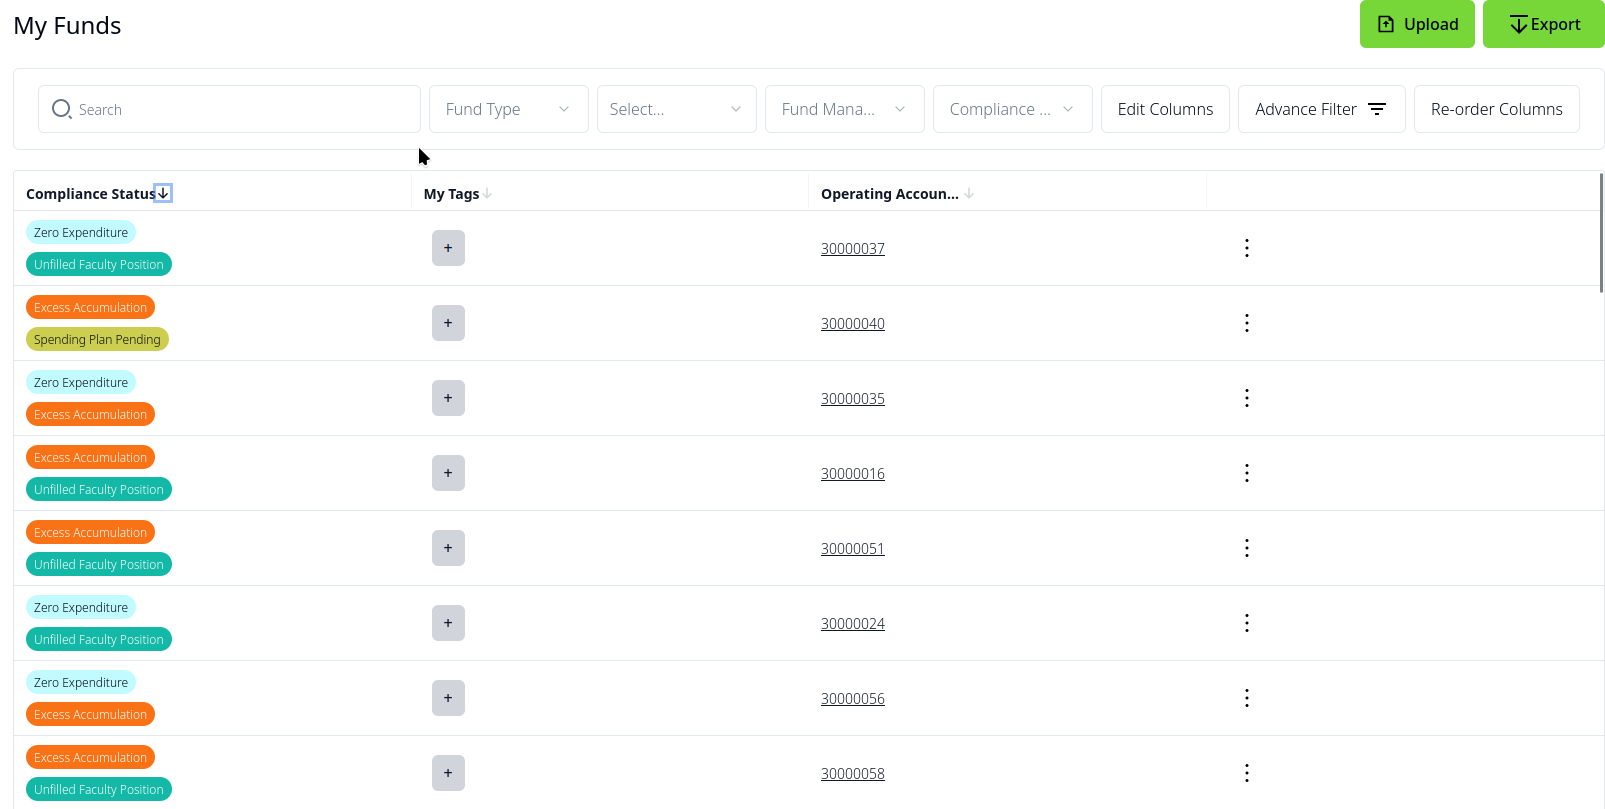 My Funds
Upload
Export
Search
Fund Type
Select...
Fund Mana...
Compliance ...
Edit Columns
Advance Filter
Re-order Columns
Compliance Status
My Tags
Operating Accoun...
Zero Expenditure
Unfilled Faculty Position
+
30000037
Excess Accumulation
Spending Plan Pending
+
30000040
Zero Expenditure
Excess Accumulation
+
30000035
Excess Accumulation
Unfilled Faculty Position
+
30000016
Excess Accumulation
Unfilled Faculty Position
+
30000051
Zero Expenditure
Unfilled Faculty Position
+
30000024
Zero Expenditure
Excess Accumulation
+
30000056
Excess Accumulation
Unfilled Faculty Position
+
30000058